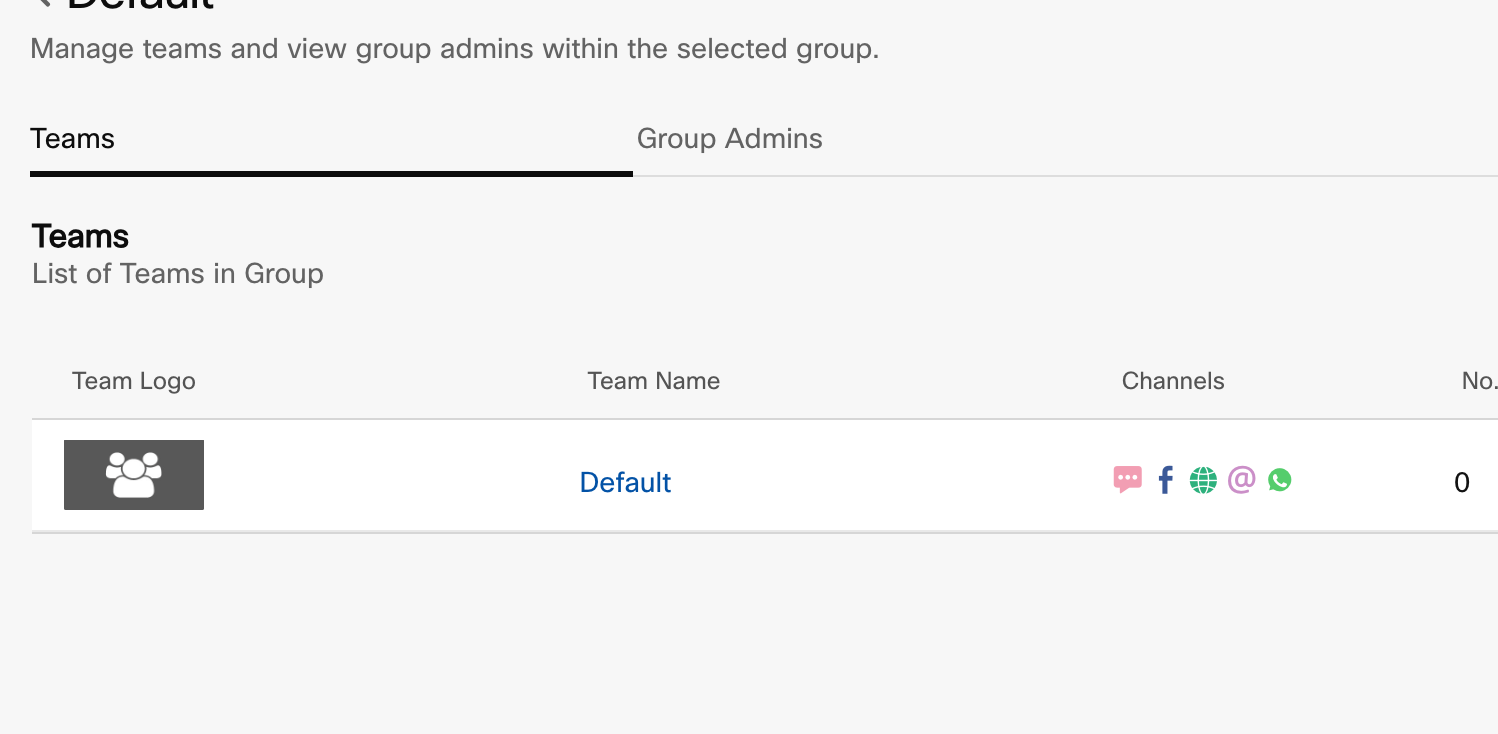 Default
Manage teams and view group admins within the selected group.
Teams Group Admins
Teams
List of Teams in Group
Team Logo Team Name Channels No.
Default 0